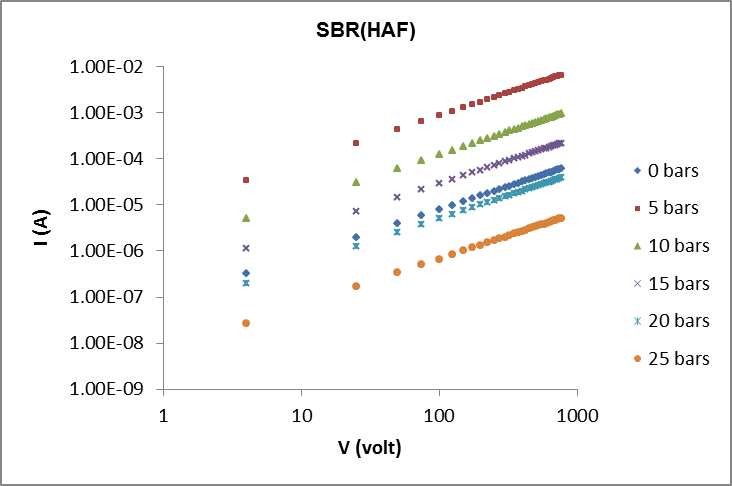 SBR(HAF)
1.00E-02
1.00E-03
1.00E-04
1.00E-05
1.00E-06
1.00E-07
1.00E-08
1.00E-09
I (A)
1
10
100
1000
V (volt)
0 bars
5 bars
10 bars
15 bars
20 bars
25 bars